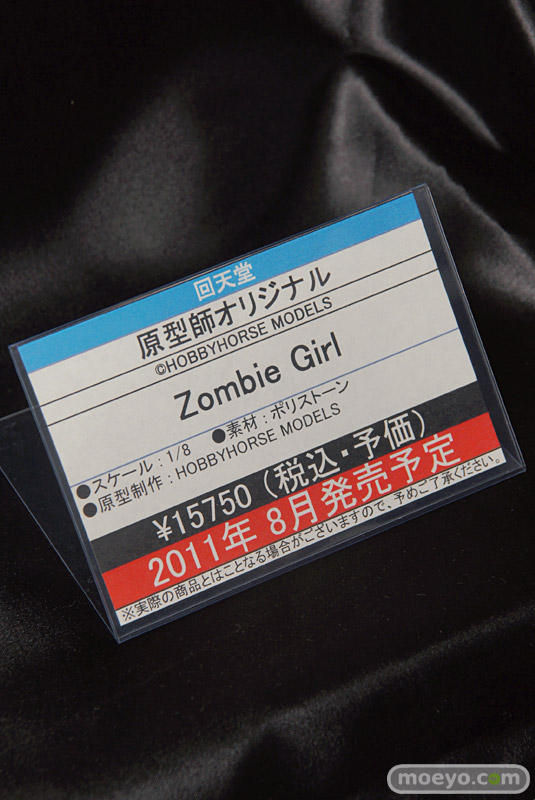 回天堂
原型師オリジナル
©HOBBYHORSE MODELS
Zombie Girl
●スケール：1/8 ●素材：ポリストーン
●原型制作：HOBBYHORSE MODELS
¥15750（税込・予価）
2011年 8月発売予定
※実際の商品とはことなる場合がございますので、予めご了承ください。
moeyo.com